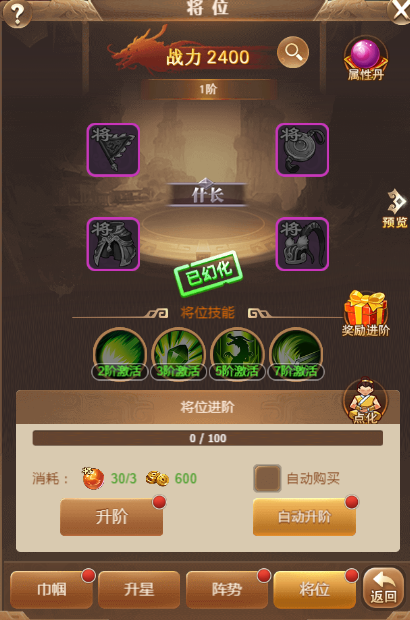 ?
将位
战力 2400
属性丹
1阶
将
将
什长
预览
将
将
已幻化
将位技能
奖励进阶
2阶激活
3阶激活
5阶激活
7阶激活
将位进阶
点化
0 / 100
消耗：
30/3
600
自动购买
升阶
自动升阶
巾帼
升星
阵势
将位
返回